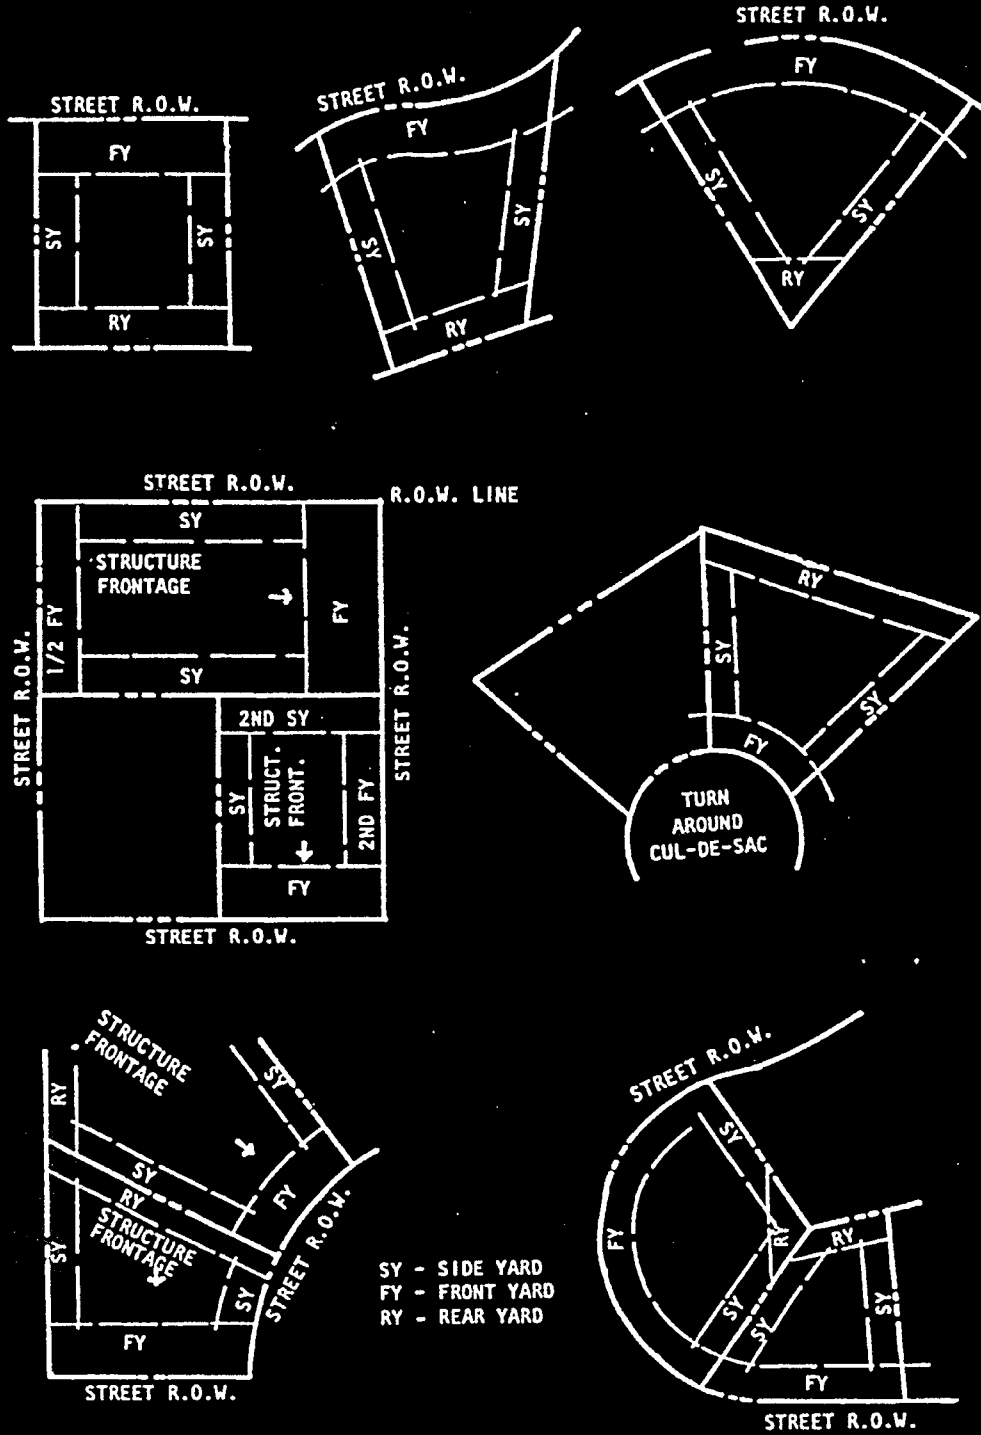 STREET R.O.W.
FY
SY
SY
RY
STREET R.O.W.
FY
SY
SY
RY
STREET R.O.W.
FY
SY
SY
RY
STREET R.O.W.
R.O.W. LINE
SY
STRUCTURE
FRONTAGE
1/2 FY
FY
SY
STREET R.O.W.
STREET R.O.W.
2ND SY
SY
STRUCT.
FRONT.
2ND FY
FY
STREET R.O.W.
RY
SY
SY
FY
TURN
AROUND
CUL-DE-SAC
STRUCTURE
FRONTAGE
SY
RY
SY
FY
RY
STRUCTURE
FRONTAGE
SY
SY
STREET R.O.W.
FY
STREET R.O.W.
SY - SIDE YARD
FY - FRONT YARD
RY - REAR YARD
STREET R.O.W.
SY
FY
RY
RY
SY
SY
SY
FY
STREET R.O.W.